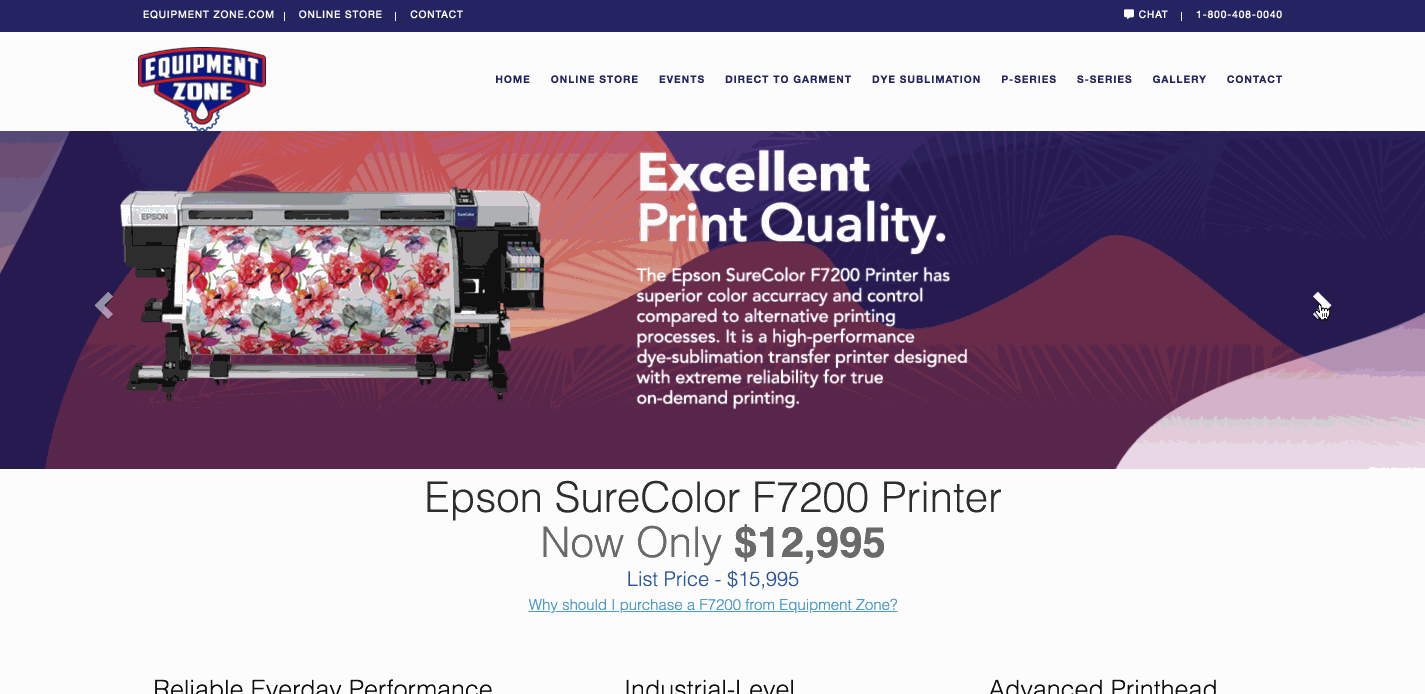 EQUIPMENT ZONE.COM | ONLINE STORE | CONTACT
CHAT | 1-800-408-0040
EQUIPMENT
ZONE
HOME ONLINE STORE EVENTS DIRECT TO GARMENT DYE SUBLIMATION P-SERIES S-SERIES GALLERY CONTACT
EPSON
SureColor
Excellent
Print Quality.
The Epson SureColor F7200 Printer has
superior color accurracy and control
compared to alternative printing
processes. It is a high-performance
dye-sublimation transfer printer designed
with extreme reliability for true
on-demand printing.
Epson SureColor F7200 Printer
Now Only $12,995
List Price - $15,995
Why should I purchase a F7200 from Equipment Zone?
Reliable Everday Performance
Industrial-Level
Advanced Printhead